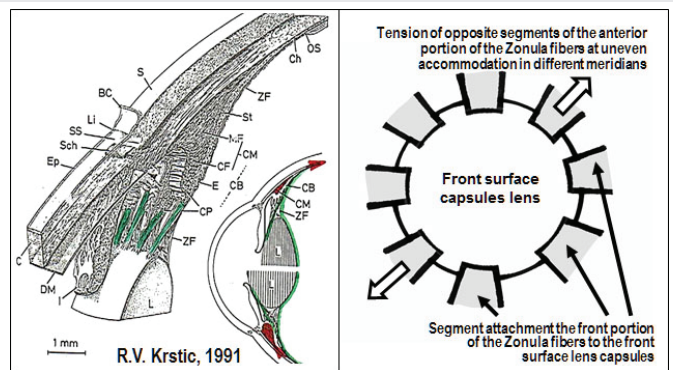 OS
Ch
S
BC
ZF
Li
SS
St
Sch
MF
CM
Ep
CF
E
CB
CP
ZF
C
DM
I
L
1 mm
R.V. Krstic, 1991
CB
CM
ZF
L
L
Tension of opposite segments of the anterior
portion of the Zonula fibers at uneven
accommodation in different meridians
Front surface
capsules lens
Segment attachment the front portion
of the Zonula fibers to the front
surface lens capsules